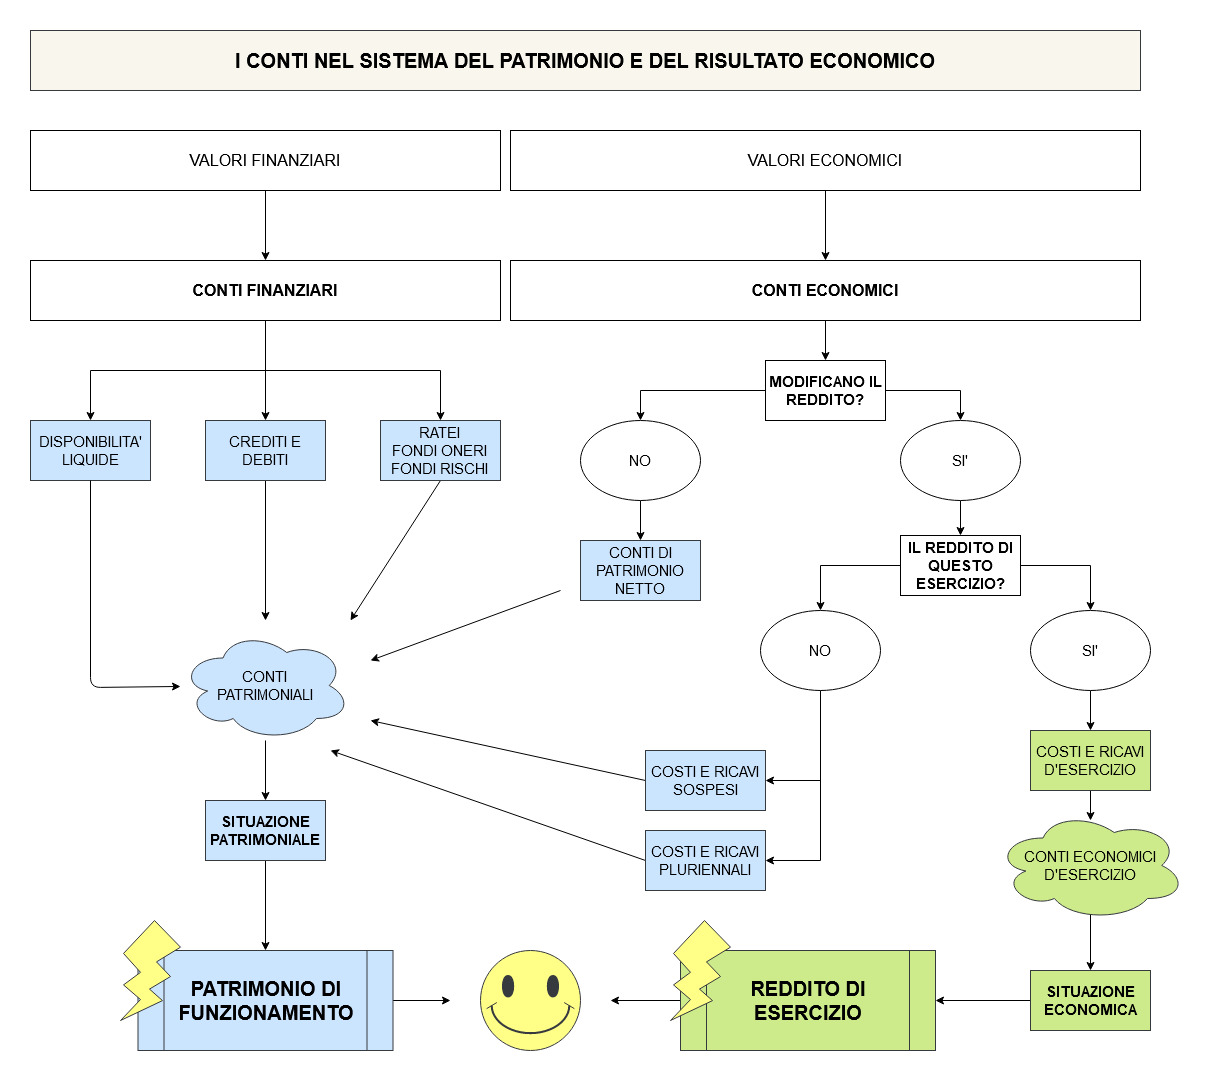 I CONTI NEL SISTEMA DEL PATRIMONIO E DEL RISULTATO ECONOMICO
VALORI FINANZIARI
VALORI ECONOMICI
CONTI FINANZIARI
CONTI ECONOMICI
MODIFICANO IL
REDDITO?
DISPONIBILITA'
LIQUIDE
CREDITI E
DEBITI
RATEI
FONDI ONERI
FONDI RISCHI
NO
SI'
CONTI DI
PATRIMONIO
NETTO
IL REDDITO DI
QUESTO
ESERCIZIO?
NO
SI'
CONTI
PATRIMONIALI
COSTI E RICAVI
SOSPESI
COSTI E RICAVI
D'ESERCIZIO
SITUAZIONE
PATRIMONIALE
COSTI E RICAVI
PLURIENNALI
CONTI ECONOMICI
D'ESERCIZIO
PATRIMONIO DI
FUNZIONAMENTO
REDDITO DI
ESERCIZIO
SITUAZIONE
ECONOMICA